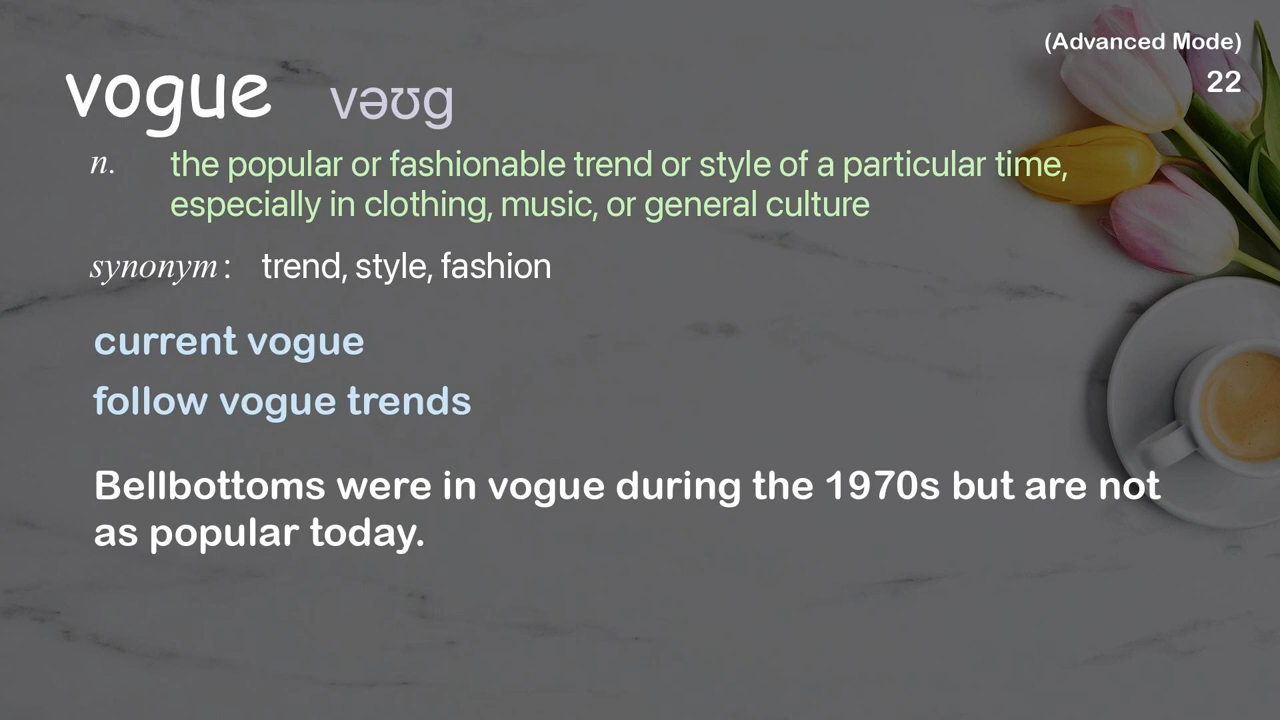 (Advanced Mode)
22
vogue vəʊg
n. the popular or fashionable trend or style of a particular time,
especially in clothing, music, or general culture
synonym : trend, style, fashion
current vogue
follow vogue trends
Bellbottoms were in vogue during the 1970s but are not
as popular today.